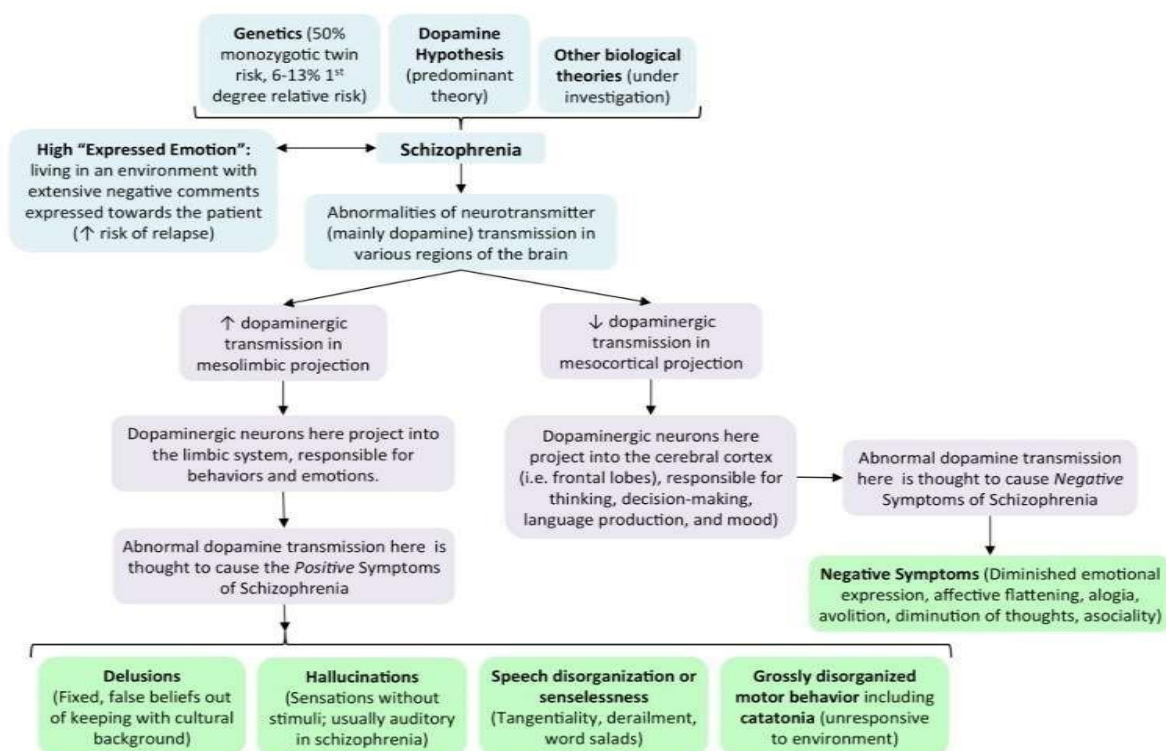 Genetics (50%
monozygotic twin
risk, 6-13% 1st
degree relative risk)
Dopamine
Hypothesis
(predominant
theory)
Other biological
theories (under
investigation)
High “Expressed Emotion”:
living in an environment with
extensive negative comments
expressed towards the patient
(↑ risk of relapse)
Schizophrenia
Abnormalities of neurotransmitter
(mainly dopamine) transmission in
various regions of the brain
↑ dopaminergic
transmission in
mesolimbic projection
↓ dopaminergic
transmission in
mesocortical projection
Dopaminergic neurons here project into
the limbic system, responsible for
behaviors and emotions.
Dopaminergic neurons here
project into the cerebral cortex
(i.e. frontal lobes), responsible for
thinking, decision-making,
language production, and mood)
Abnormal dopamine transmission
here is thought to cause Negative
Symptoms of Schizophrenia
Abnormal dopamine transmission here is
thought to cause the Positive Symptoms
of Schizophrenia
Negative Symptoms (Diminished emotional
expression, affective flattening, alogia,
avolition, diminution of thoughts, asociality)
Delusions
(Fixed, false beliefs out
of keeping with cultural
background)
Hallucinations
(Sensations without
stimuli; usually auditory
in schizophrenia)
Speech disorganization or
senselessness
(Tangentiality, derailment,
word salads)
Grossly disorganized
motor behavior including
catatonia (unresponsive
to environment)